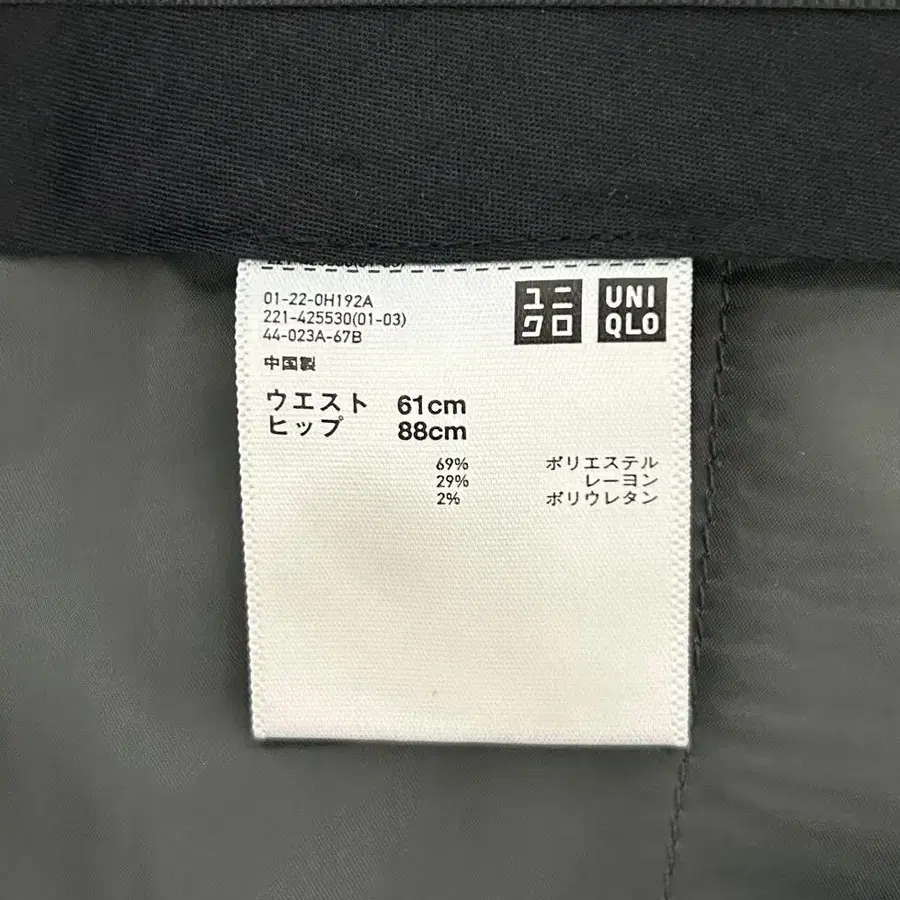 01-22-0H192A
221-425530(01-03)
44-023A-67B
中国製
ユニ
クロ
UNI
QLO
ウエスト 61cm
ヒップ 88cm
69% ポリエステル
29% レーヨン
2% ポリウレタン